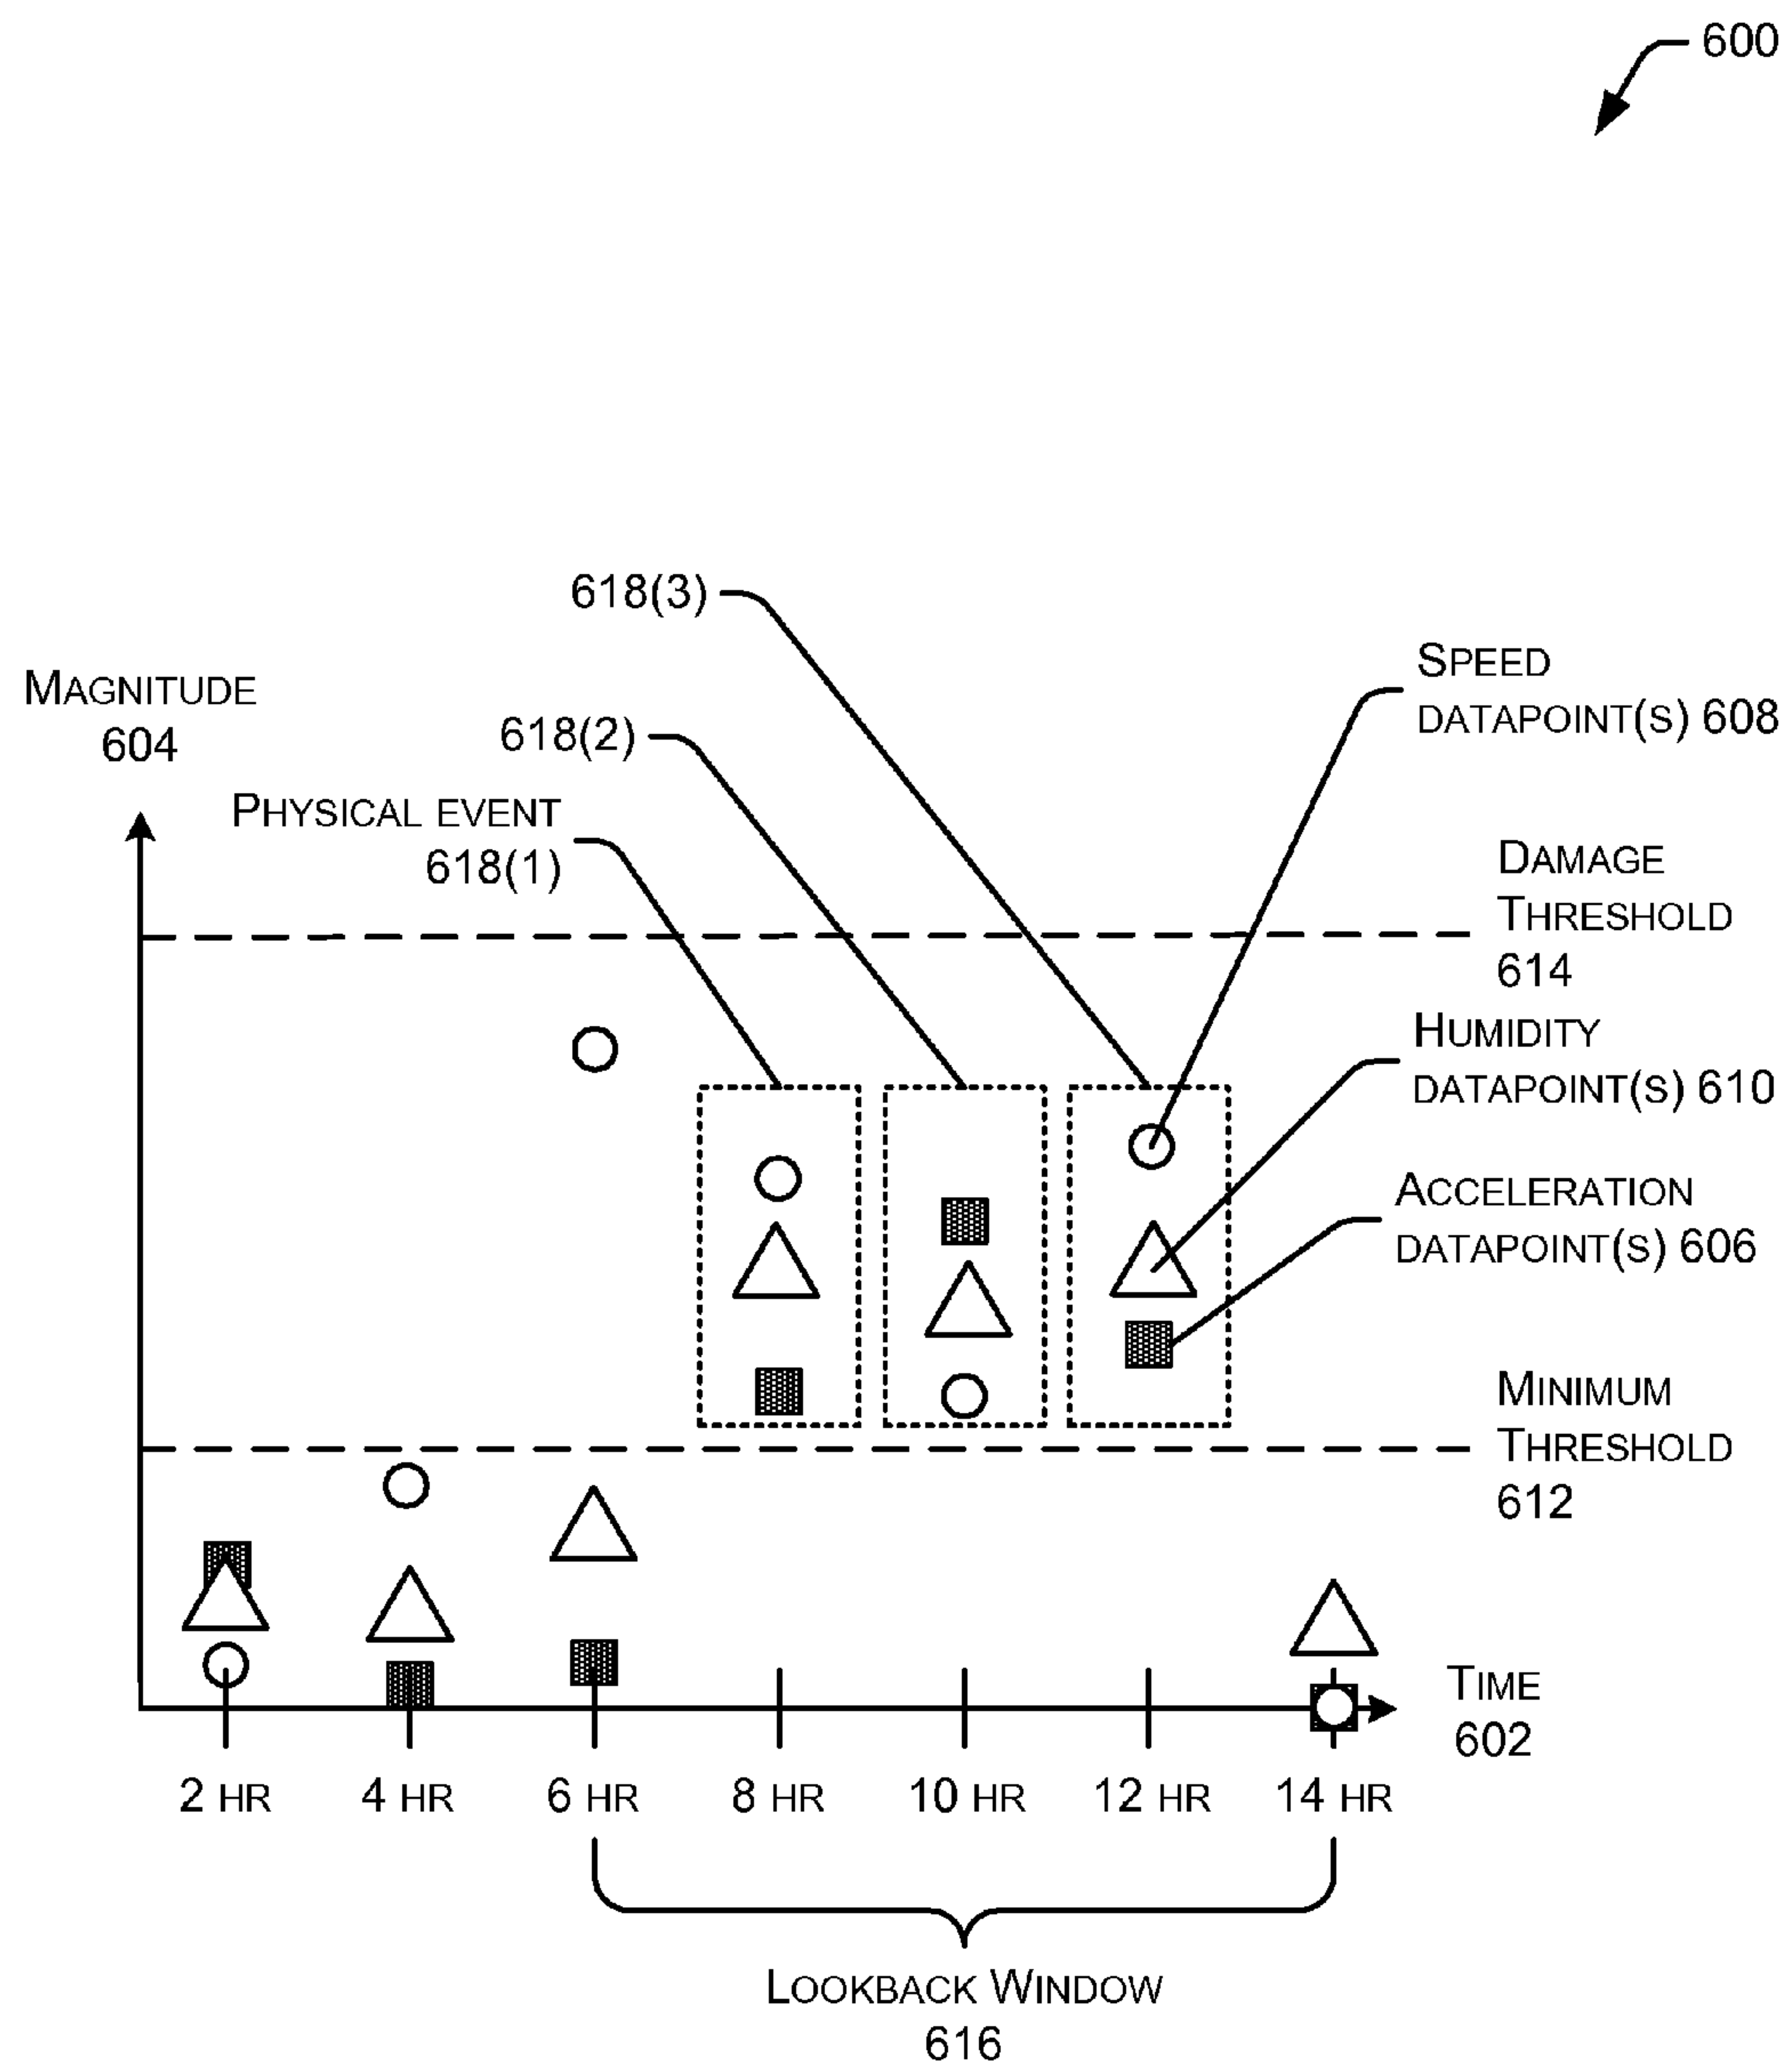 600
618(3)
SPEED
DATAPOINT(S) 608
MAGNITUDE
604
618(2)
PHYSICAL EVENT
618(1)
DAMAGE
THRESHOLD
614
HUMIDITY
DATAPOINT(S) 610
ACCELERATION
DATAPOINT(S) 606
MINIMUM
THRESHOLD
612
TIME
602
2 HR 4 HR 6 HR 8 HR 10 HR 12 HR 14 HR
LOOKBACK WINDOW
616